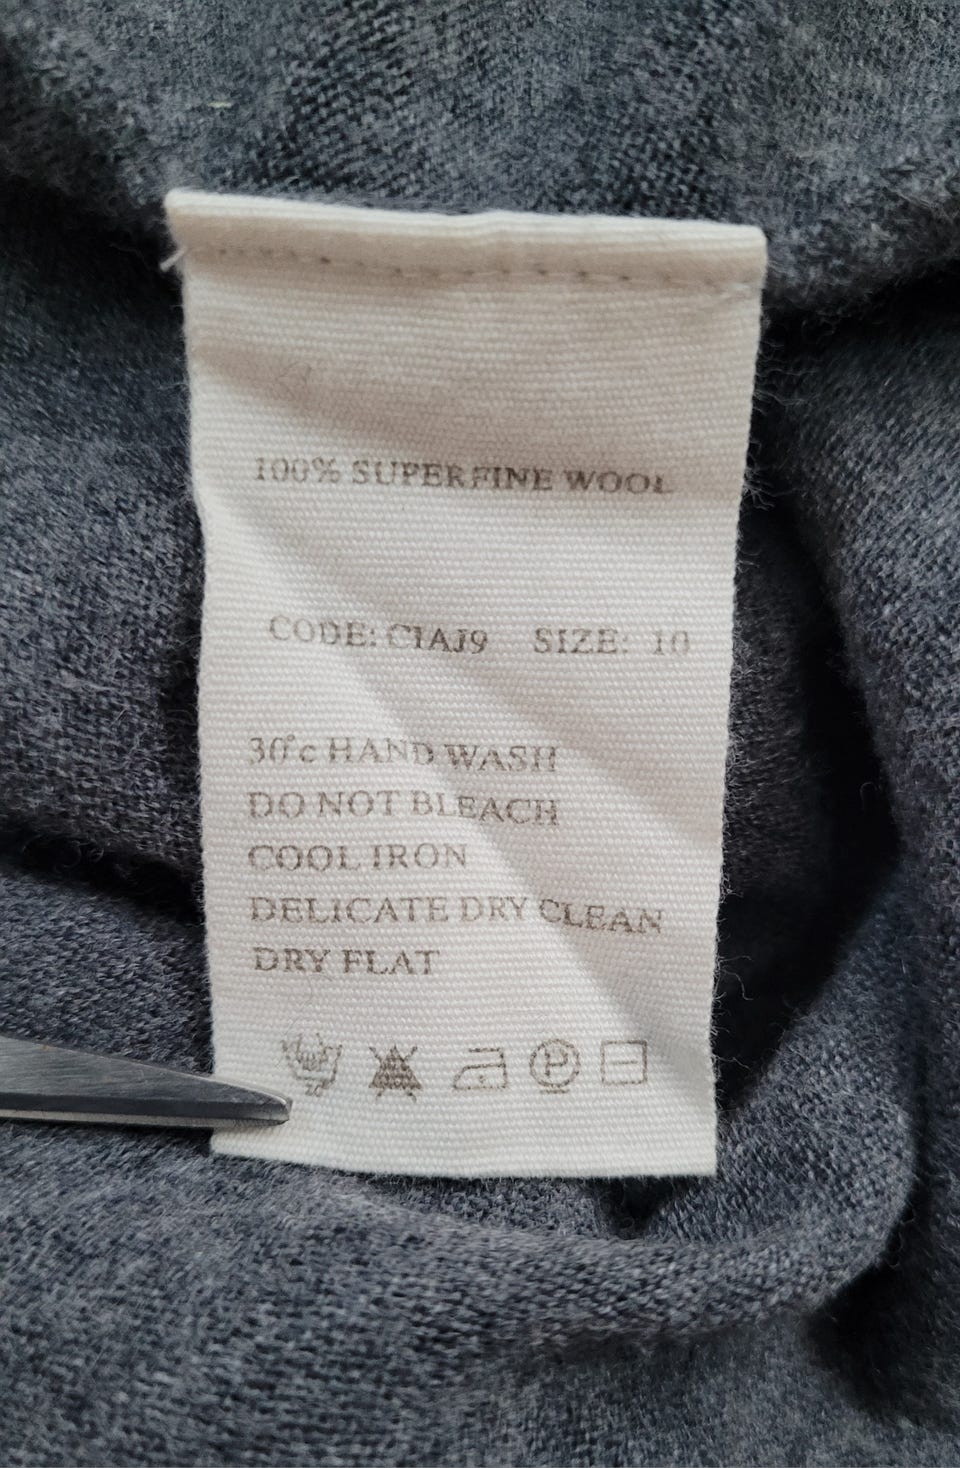 100% SUPERFINE WOOL
CODE: C1AJ9 SIZE: 10
30°c HAND WASH
DO NOT BLEACH
COOL IRON
DELICATE DRY CLEAN
DRY FLAT
P